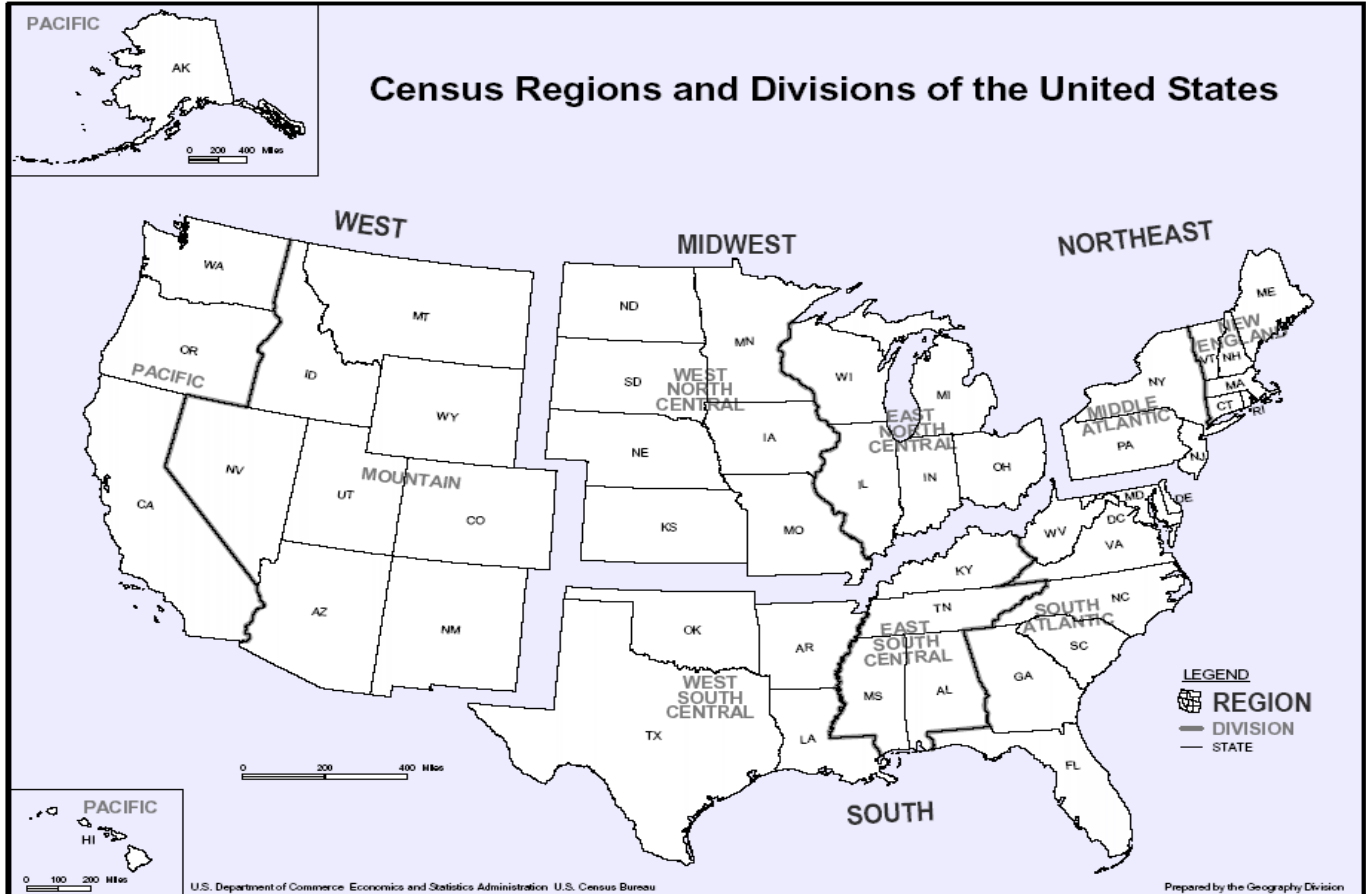 PACIFIC
AK
0 200 400 Miles
Census Regions and Divisions of the United States
WEST
MIDWEST
NORTHEAST
WA
MT
OR
ID
PACIFIC
WY
NV
UT
MOUNTAIN
CO
CA
AZ
NM
ND
MN
SD
WEST
NORTH
CENTRAL
NE
IA
KS
MO
WI
MI
EAST
NORTH
CENTRAL
IL
IN
OH
ME
NEW
ENGLAND
VT
NH
NY
MA
CT
RI
MIDDLE
ATLANTIC
PA
NJ
MD
DE
DC
WV
VA
KY
NC
TN
SOUTH
ATLANTIC
SC
EAST
SOUTH
CENTRAL
GA
MS
AL
FL
OK
AR
WEST
SOUTH
CENTRAL
TX
LA
SOUTH
0 200 400 Miles
LEGEND
REGION
DIVISION
STATE
PACIFIC
HI
0 100 200 Miles
U.S. Department of Commerce Economics and Statistics Administration U.S. Census Bureau
Prepared by the Geography Division